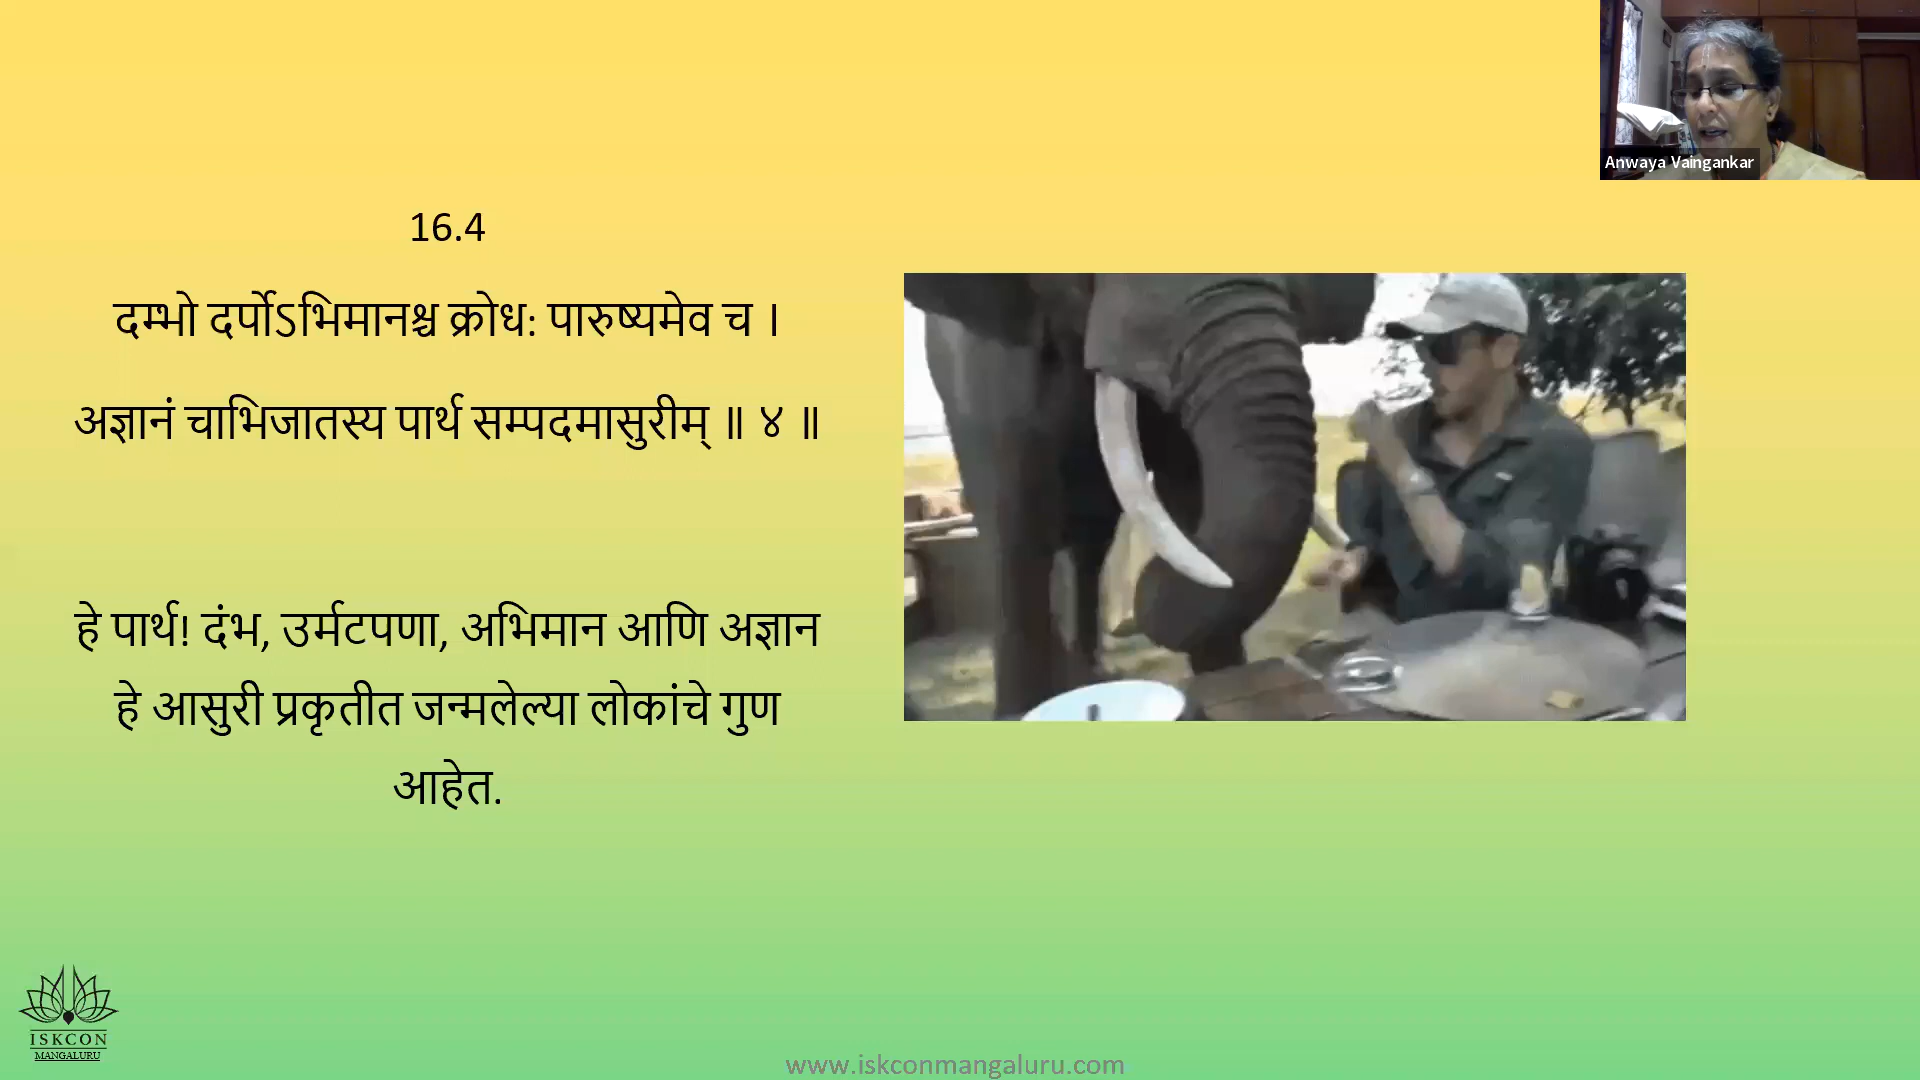 Anwaya Vaingankar
16.4
दम्भो दर्पोऽभिमानश्च क्रोधः पारुष्यमेव च ।
अज्ञानं चाभिजातस्य पार्थ सम्पदमासुरीम् ॥ ४ ॥
हे पार्थ! दंभ, उर्मटपणा, अभिमान आणि अज्ञान
हे आसुरी प्रकृतीत जन्मलेल्या लोकांचे गुण
आहेत.
ISKCON
MANGALURU
www.iskconmangaluru.com